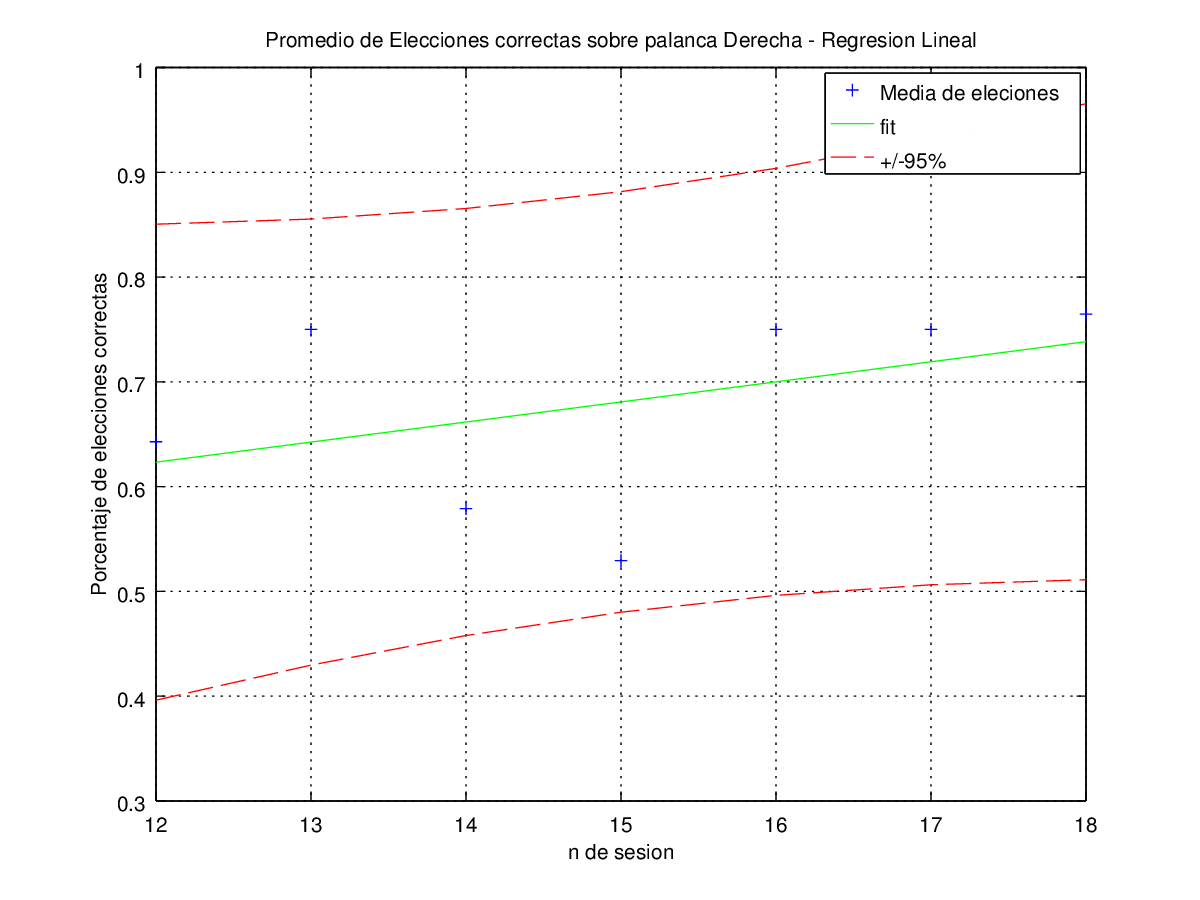 Promedio de Elecciones correctas sobre palanca Derecha - Regresion Lineal
Media de eleciones
fit
+/-95%
Porcentaje de elecciones correctas
1
0.9
0.8
0.7
0.6
0.5
0.4
0.3
12 13 14 15 16 17 18
n de sesion